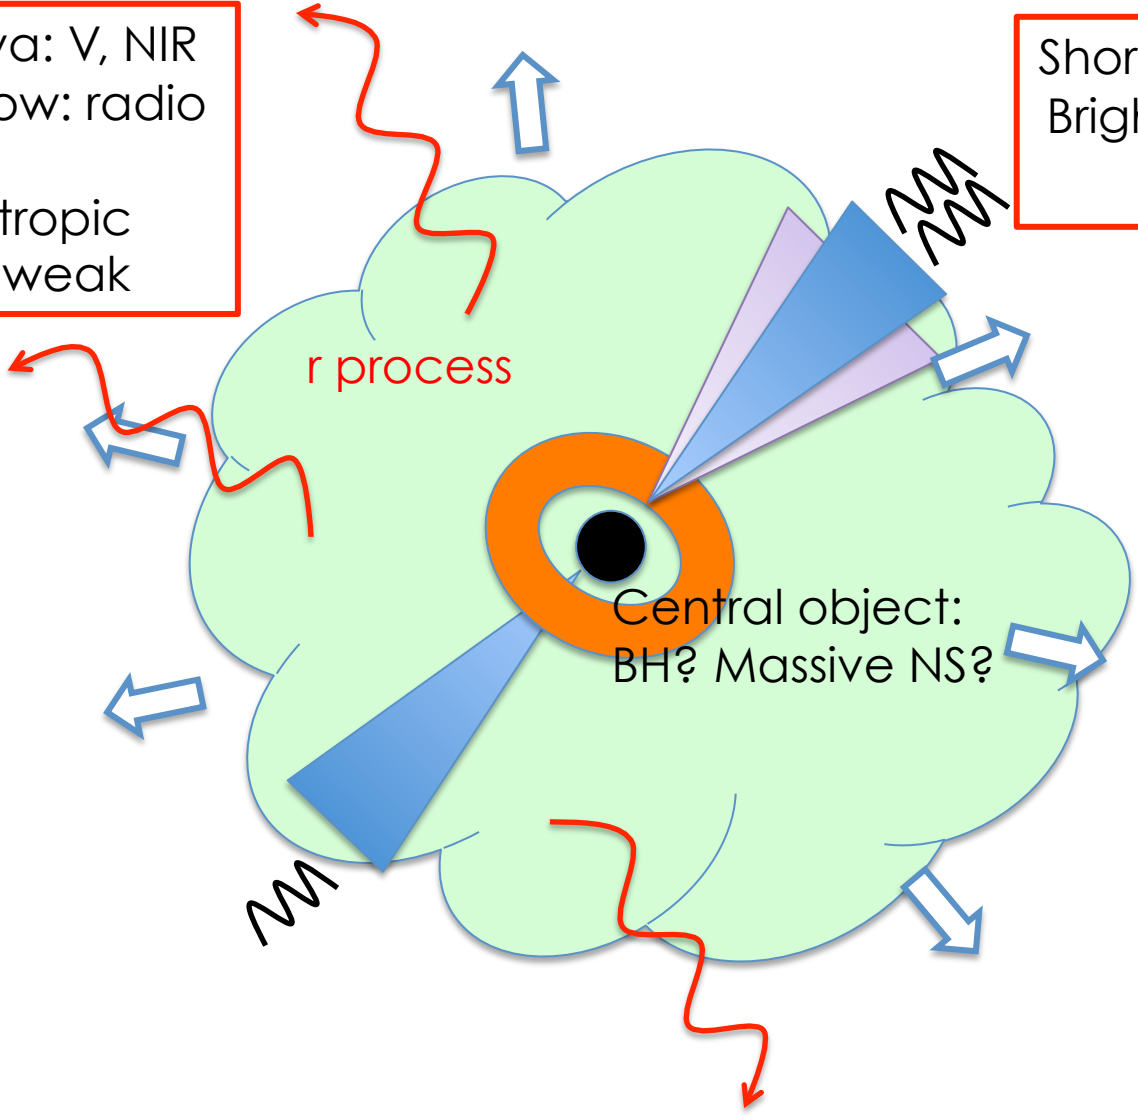 va: V, NIR
ow: radio
tropic
weak
Shor
Brigh
r process
Central object:
BH? Massive NS?